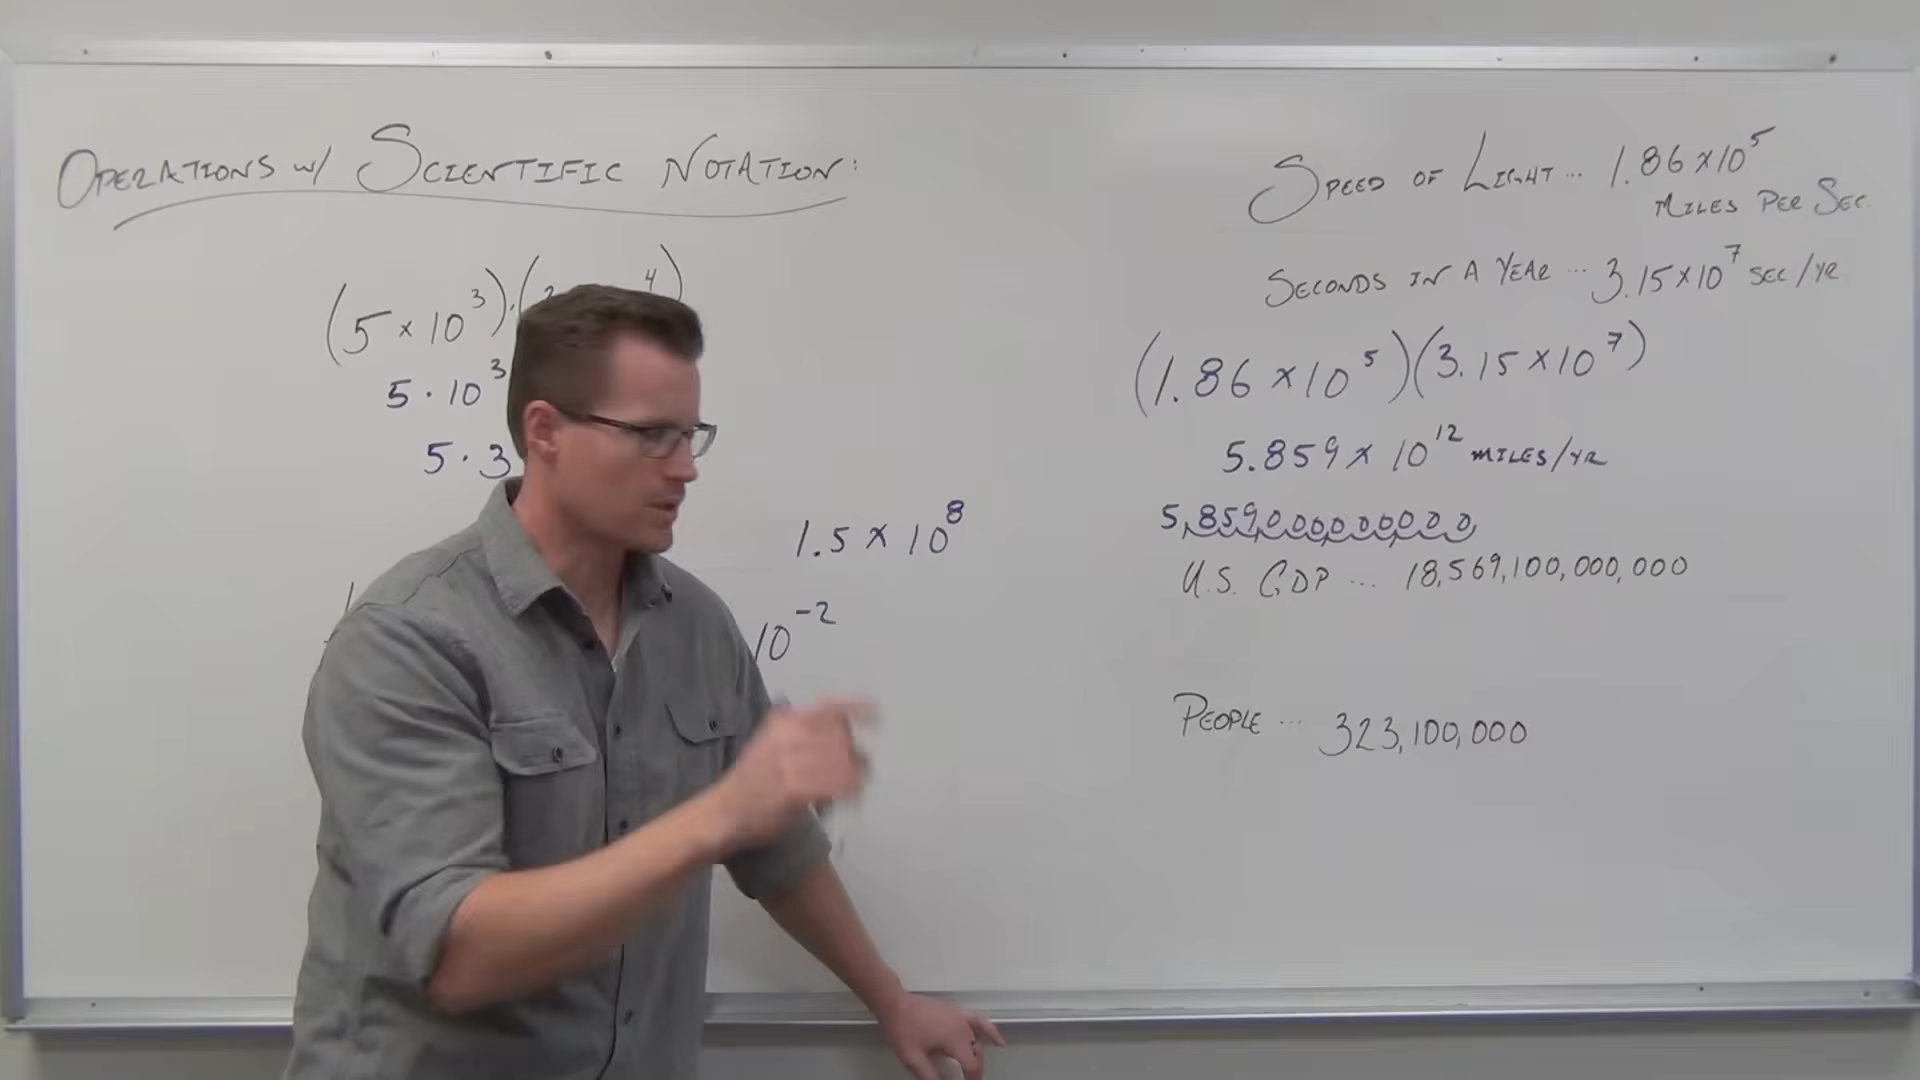 OPERATIONS W/ SCIENTIFIC NOTATION:
(5 × 10³)·( ⁴)
5 · 10³
5 · 3
1.5 × 10⁸
10⁻²
SPEED OF LIGHT ... 1.86 × 10⁵
MILES PER SEC.
SECONDS IN A YEAR ... 3.15 × 10⁷ SEC/YR
(1.86 × 10⁵)(3.15 × 10⁷)
5.859 × 10¹² MILES/YR
5,859,000,000,000
U.S. GDP ... 18,569,100,000,000
PEOPLE ... 323,100,000